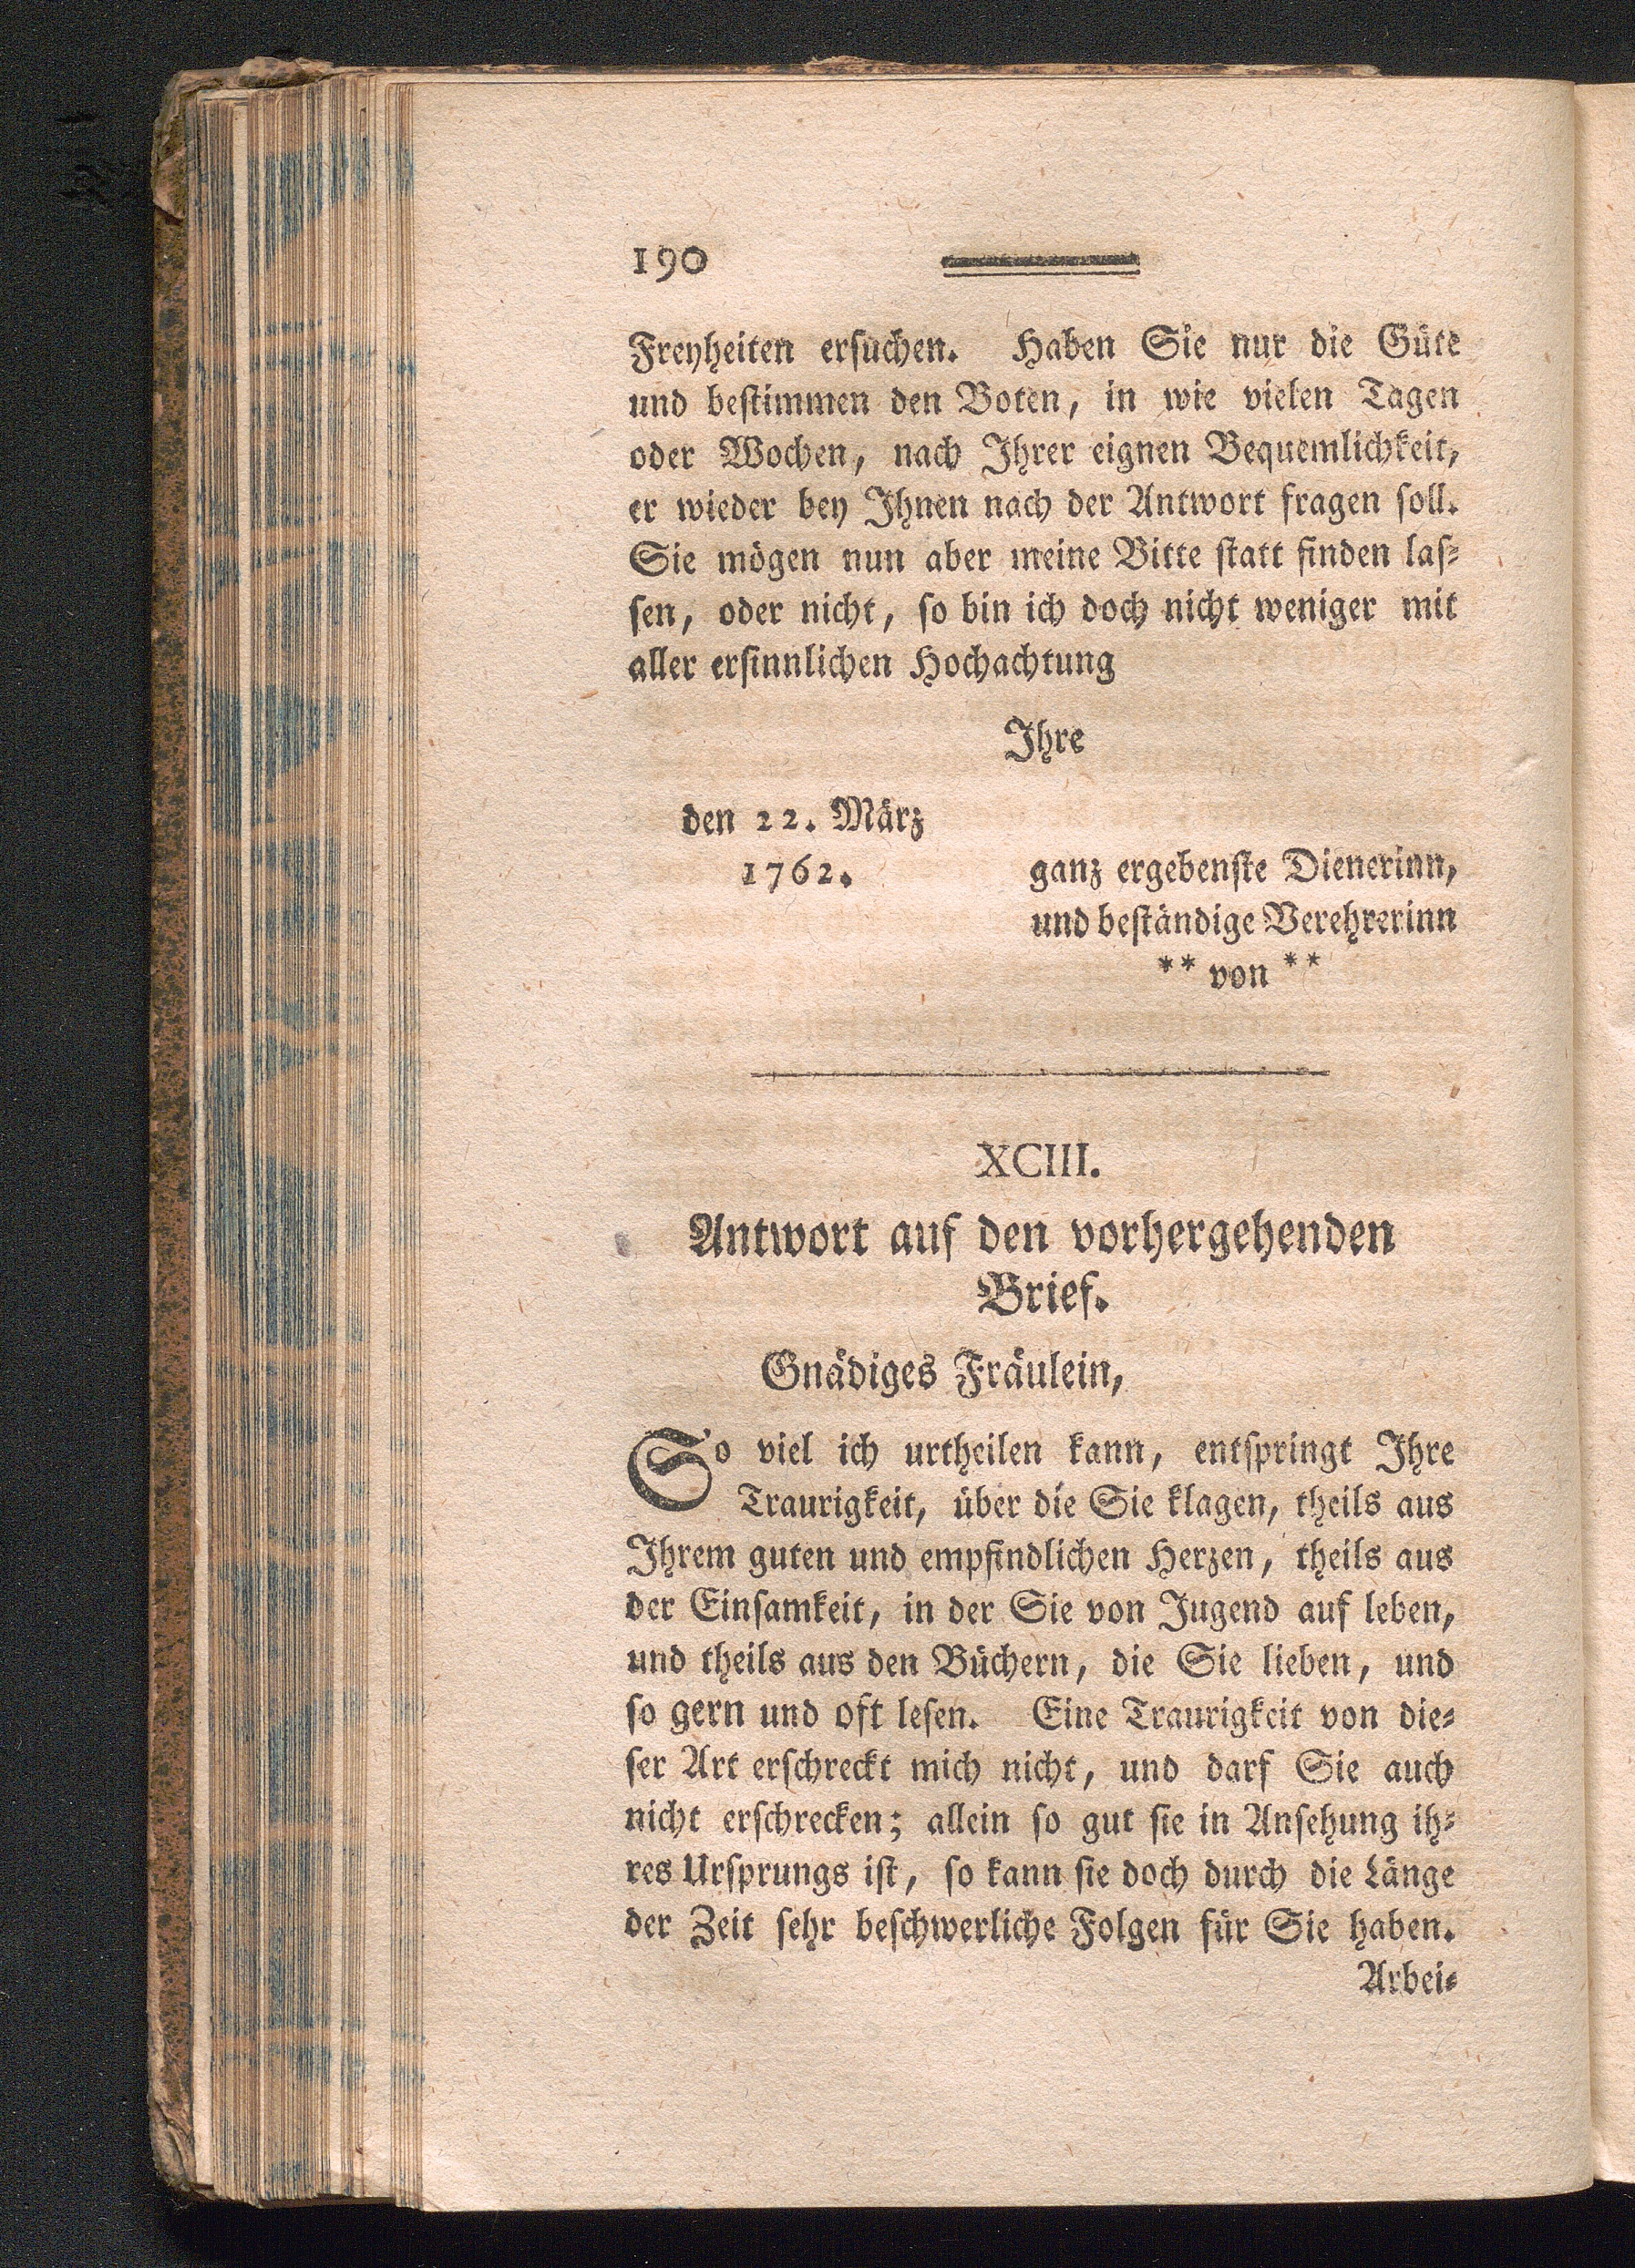 190
Freyheiten erſuchen. Haben Sie nur die Güte
und beſtimmen den Boten, in wie vielen Tagen
oder Wochen, nach Ihrer eignen Bequemlichkeit,
er wieder bey Ihnen nach der Antwort fragen ſoll.
Sie mögen nun aber meine Bitte ſtatt finden laſ-
ſen, oder nicht, ſo bin ich doch nicht weniger mit
aller erſinnlichen Hochachtung
Ihre
den 22. März
1762.
ganz ergebenſte Dienerinn,
und beſtändige Verehrerinn
** von **
XCIII.
Antwort auf den vorhergehenden
Brief.
Gnädiges Fräulein,
So viel ich urtheilen kann, entſpringt Ihre
Traurigkeit, über die Sie klagen, theils aus
Ihrem guten und empfindlichen Herzen, theils aus
der Einſamkeit, in der Sie von Jugend auf leben,
und theils aus den Büchern, die Sie lieben, und
ſo gern und oft leſen. Eine Traurigkeit von die-
ſer Art erſchreckt mich nicht, und darf Sie auch
nicht erſchrecken; allein ſo gut ſie in Anſehung ih-
res Urſprungs iſt, ſo kann ſie doch durch die Länge
der Zeit ſehr beſchwerliche Folgen für Sie haben.
Arbei-